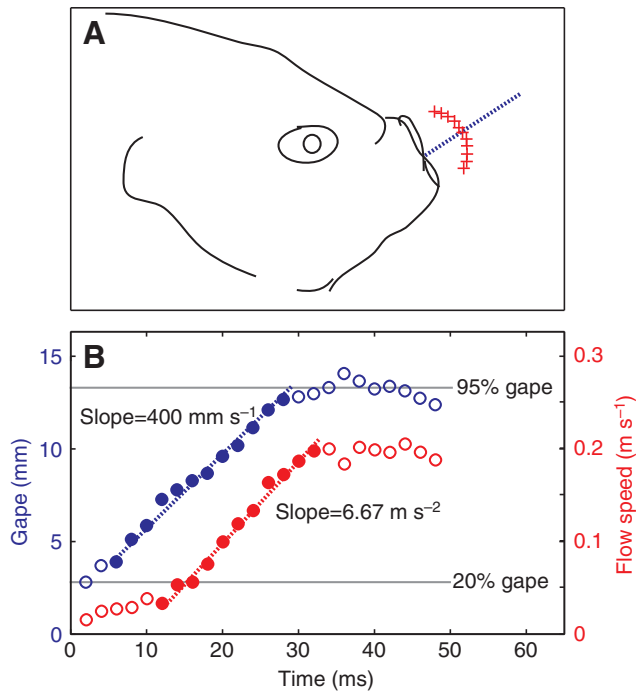 A
B
15
10
5
0
Gape (mm)
0.3
0.2
0.1
0
Flow speed (m s⁻¹)
95% gape
Slope=400 mm s⁻¹
Slope=6.67 m s⁻²
20% gape
0 10 20 30 40 50 60
Time (ms)